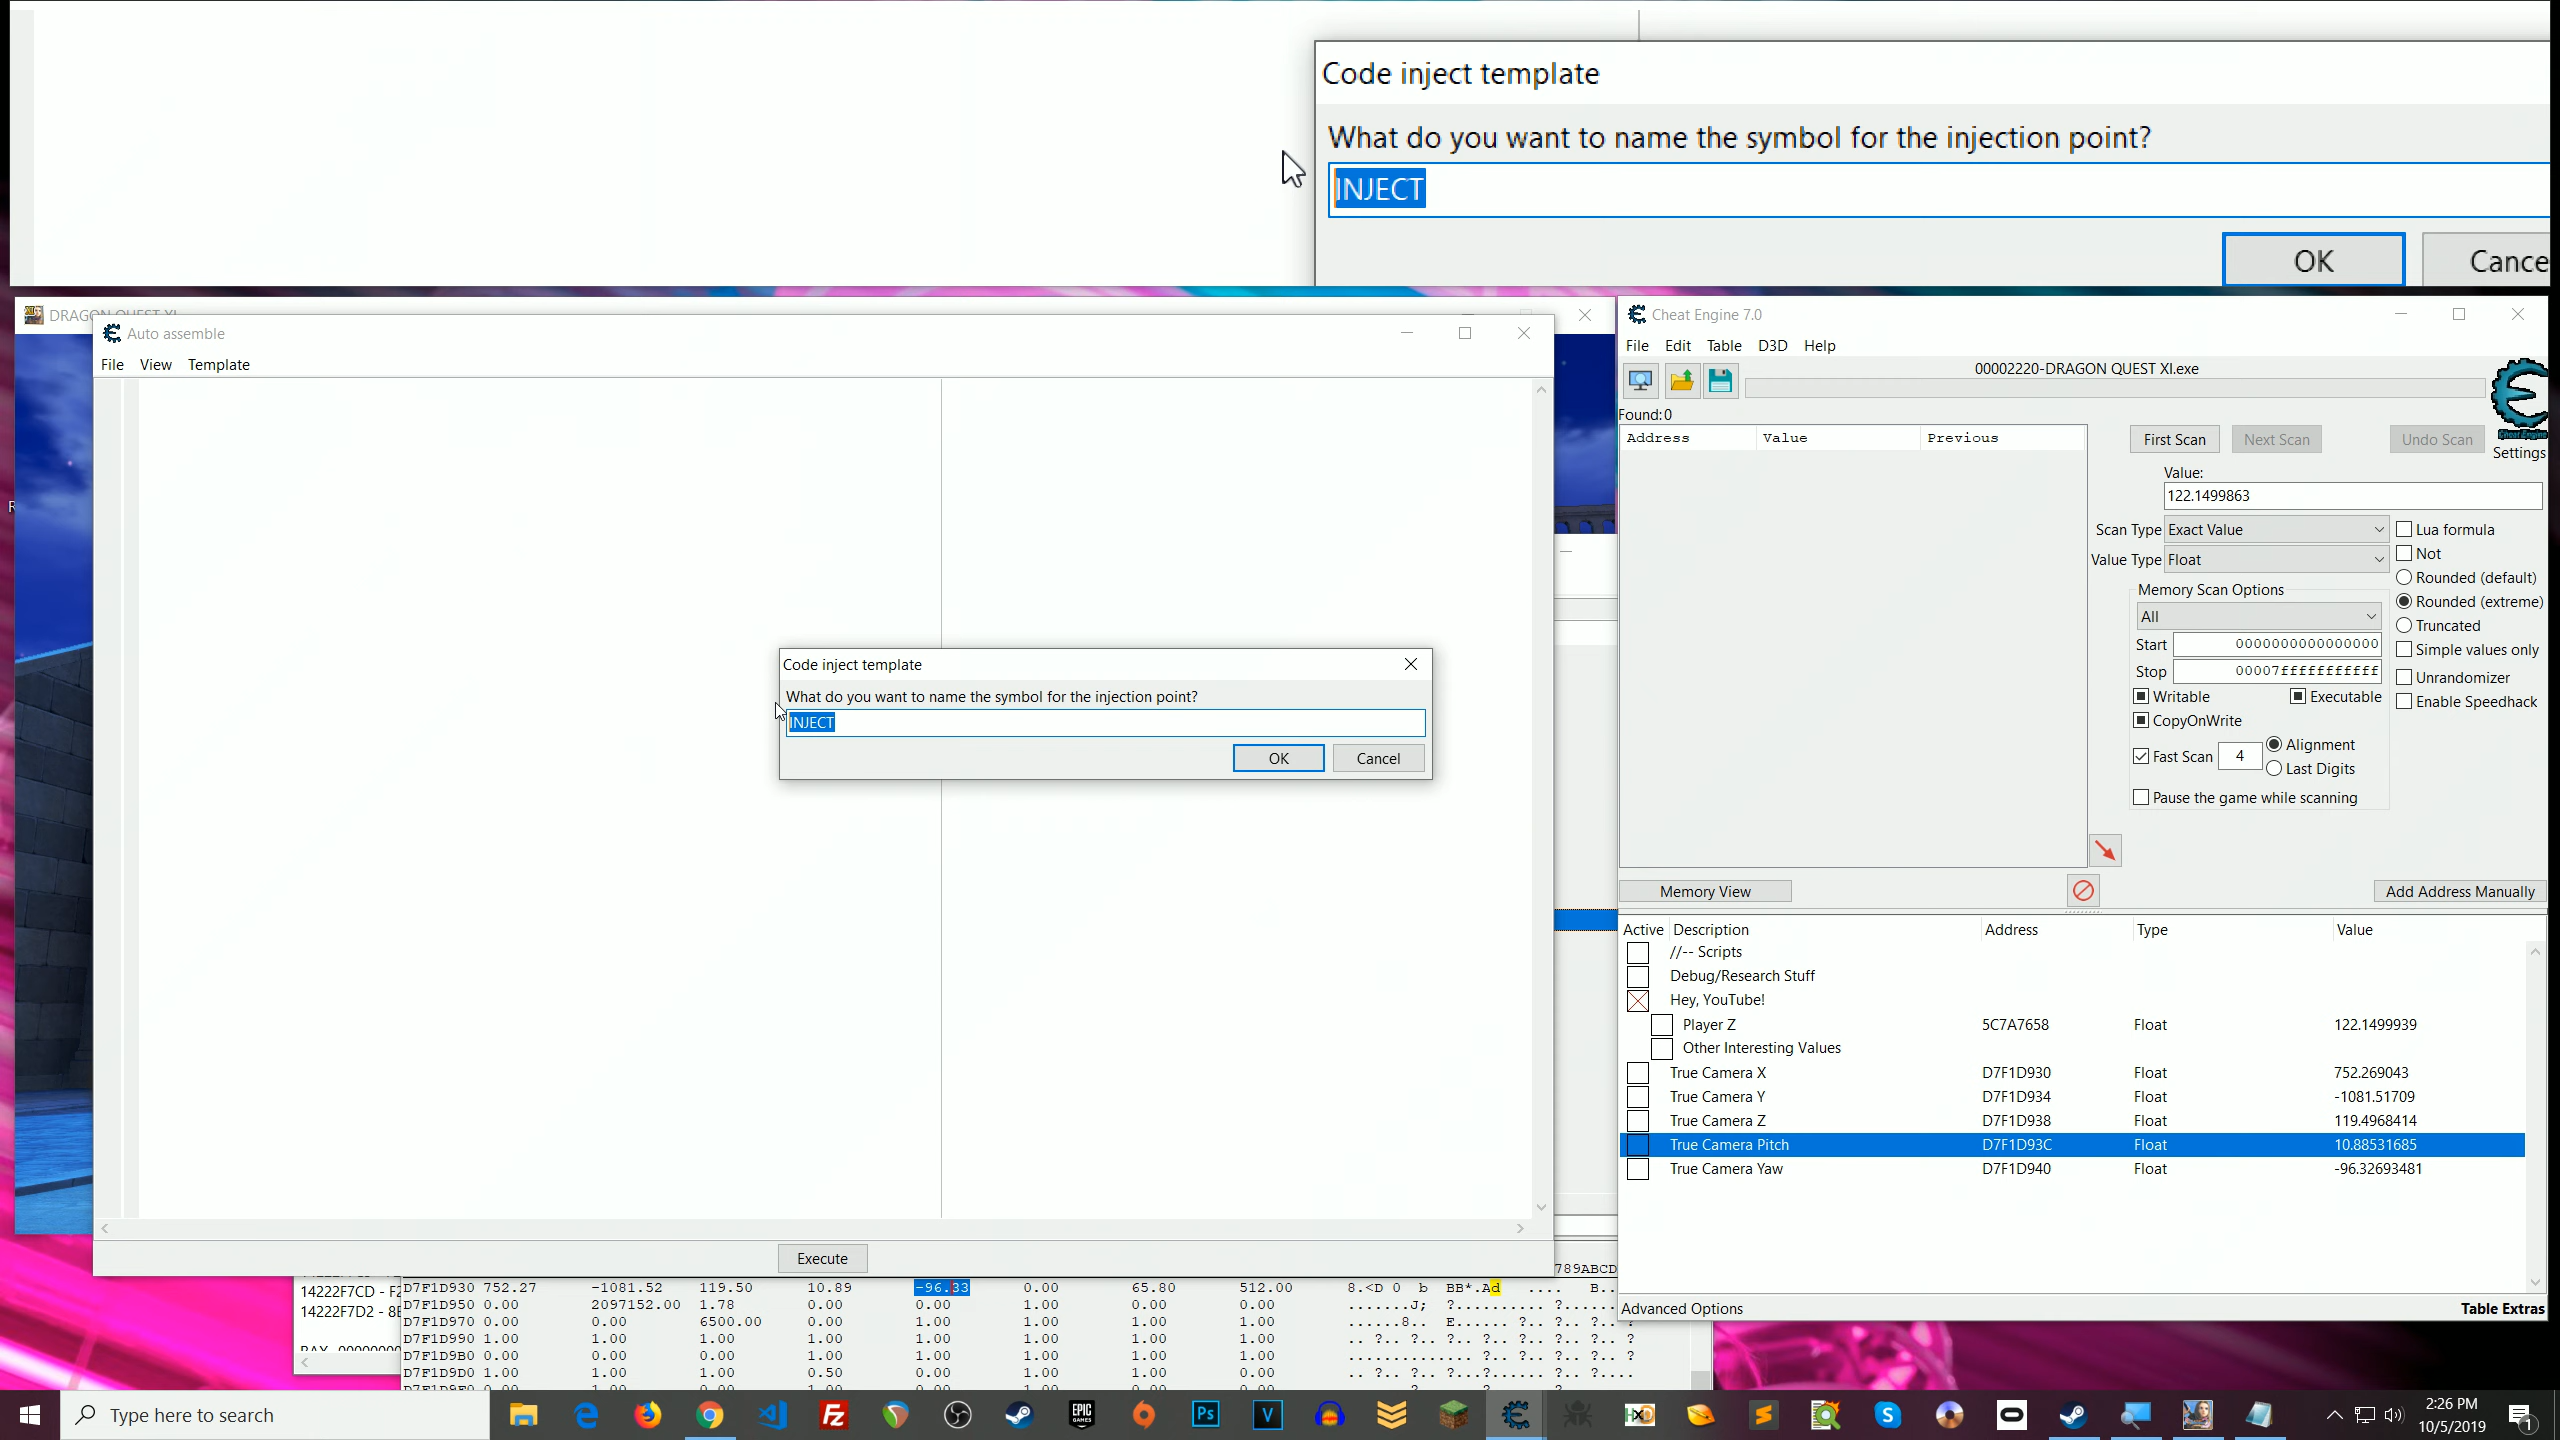 Code inject template
What do you want to name the symbol for the injection point?
INJECT
OK
Cance
Auto assemble
File View Template
Code inject template
What do you want to name the symbol for the injection point?
INJECT
OK Cancel
Execute
Cheat Engine 7.0
File Edit Table D3D Help
00002220-DRAGON QUEST XI.exe
Found:0
Address Value Previous
First Scan Next Scan Undo Scan
Settings
Value:
122.1499863
Scan Type Exact Value
Lua formula
Not
Value Type Float
Rounded (default)
Memory Scan Options
Rounded (extreme)
All
Truncated
Start 0000000000000000
Simple values only
Stop 00007fffffffffff
Unrandomizer
Writable Executable
Enable Speedhack
CopyOnWrite
Fast Scan 4 Alignment
Last Digits
Pause the game while scanning
Memory View Add Address Manually
Active Description Address Type Value
//-- Scripts
Debug/Research Stuff
Hey, YouTube!
Player Z 5C7A7658 Float 122.1499939
Other Interesting Values
True Camera X D7F1D930 Float 752.269043
True Camera Y D7F1D934 Float -1081.51709
True Camera Z D7F1D938 Float 119.4968414
True Camera Pitch D7F1D93C Float 10.88531685
True Camera Yaw D7F1D940 Float -96.32693481
Advanced Options Table Extras
789ABCD
14222F7CD - F2
14222F7D2 - 8E
D7F1D930 752.27 -1081.52 119.50 10.89 -96.33 0.00 65.80 512.00 8.<D 0 b BB*.Ad .... B..
D7F1D950 0.00 2097152.00 1.78 0.00 0.00 1.00 0.00 0.00
D7F1D970 0.00 0.00 6500.00 0.00 1.00 1.00 1.00 1.00
D7F1D990 1.00 1.00 1.00 1.00 1.00 1.00 1.00 1.00
D7F1D9B0 0.00 0.00 0.00 1.00 1.00 1.00 1.00 1.00
D7F1D9D0 1.00 1.00 1.00 0.50 0.00 1.00 1.00 0.00
Type here to search
2:26 PM
10/5/2019